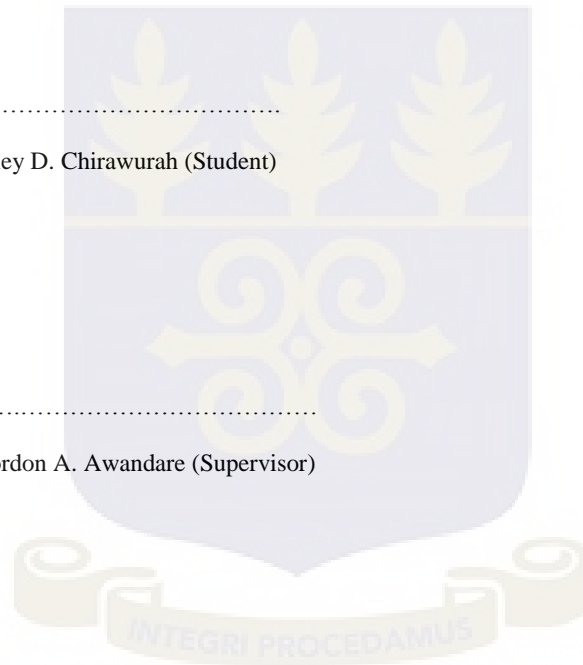 ……………………………………….
ey D. Chirawurah (Student)
…………………………………………
ordon A. Awandare (Supervisor)
INTEGRI PROCEDAMUS